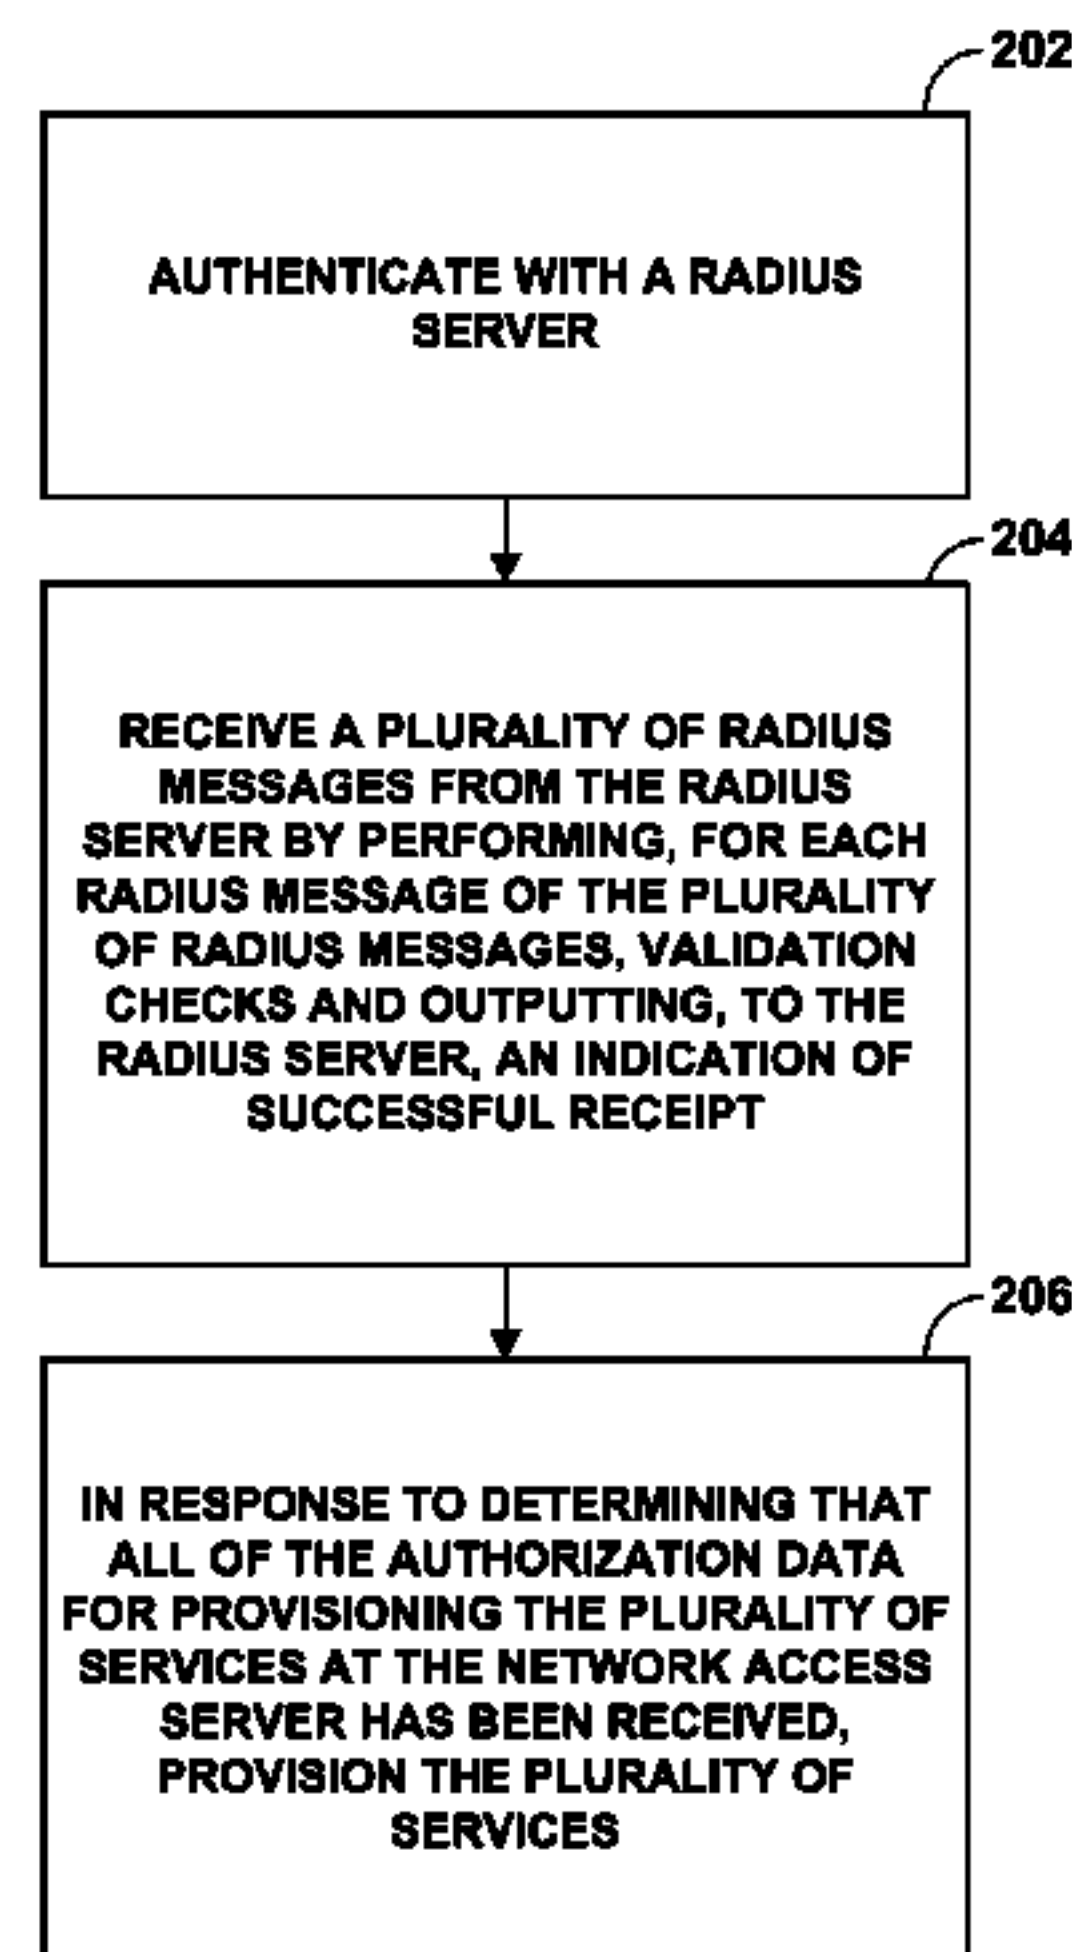 202
AUTHENTICATE WITH A RADIUS
SERVER
204
RECEIVE A PLURALITY OF RADIUS
MESSAGES FROM THE RADIUS
SERVER BY PERFORMING, FOR EACH
RADIUS MESSAGE OF THE PLURALITY
OF RADIUS MESSAGES, VALIDATION
CHECKS AND OUTPUTTING, TO THE
RADIUS SERVER, AN INDICATION OF
SUCCESSFUL RECEIPT
206
IN RESPONSE TO DETERMINING THAT
ALL OF THE AUTHORIZATION DATA
FOR PROVISIONING THE PLURALITY OF
SERVICES AT THE NETWORK ACCESS
SERVER HAS BEEN RECEIVED,
PROVISION THE PLURALITY OF
SERVICES